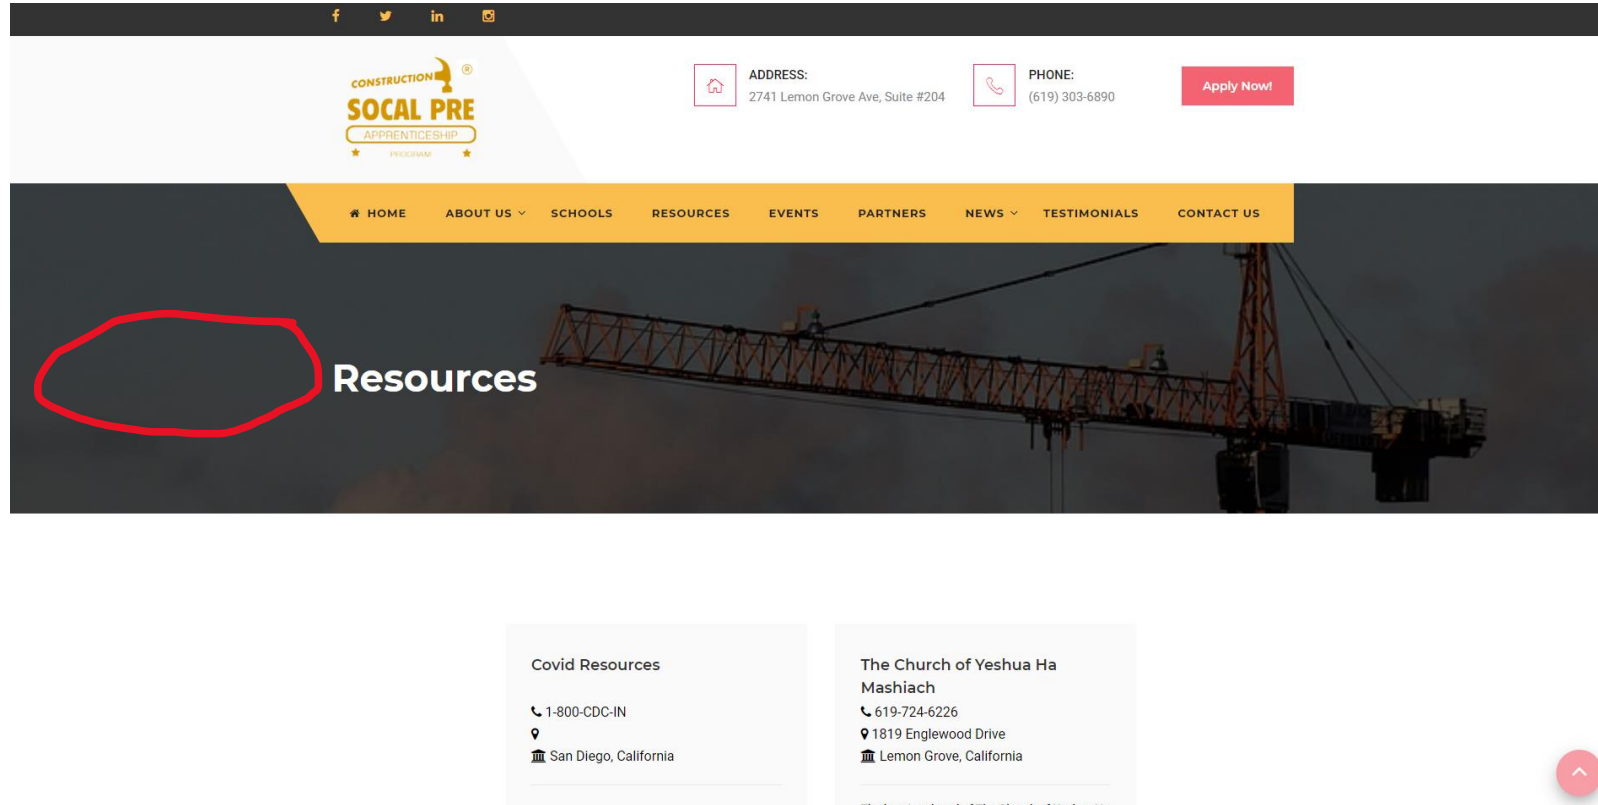 CONSTRUCTION ®
SOCAL PRE
APPRENTICESHIP
PROGRAM
ADDRESS:
2741 Lemon Grove Ave, Suite #204
PHONE:
(619) 303-6890
Apply Now!
HOME ABOUT US SCHOOLS RESOURCES EVENTS PARTNERS NEWS TESTIMONIALS CONTACT US
Resources
Covid Resources
1-800-CDC-IN
San Diego, California
The Church of Yeshua Ha
Mashiach
619-724-6226
1819 Englewood Drive
Lemon Grove, California